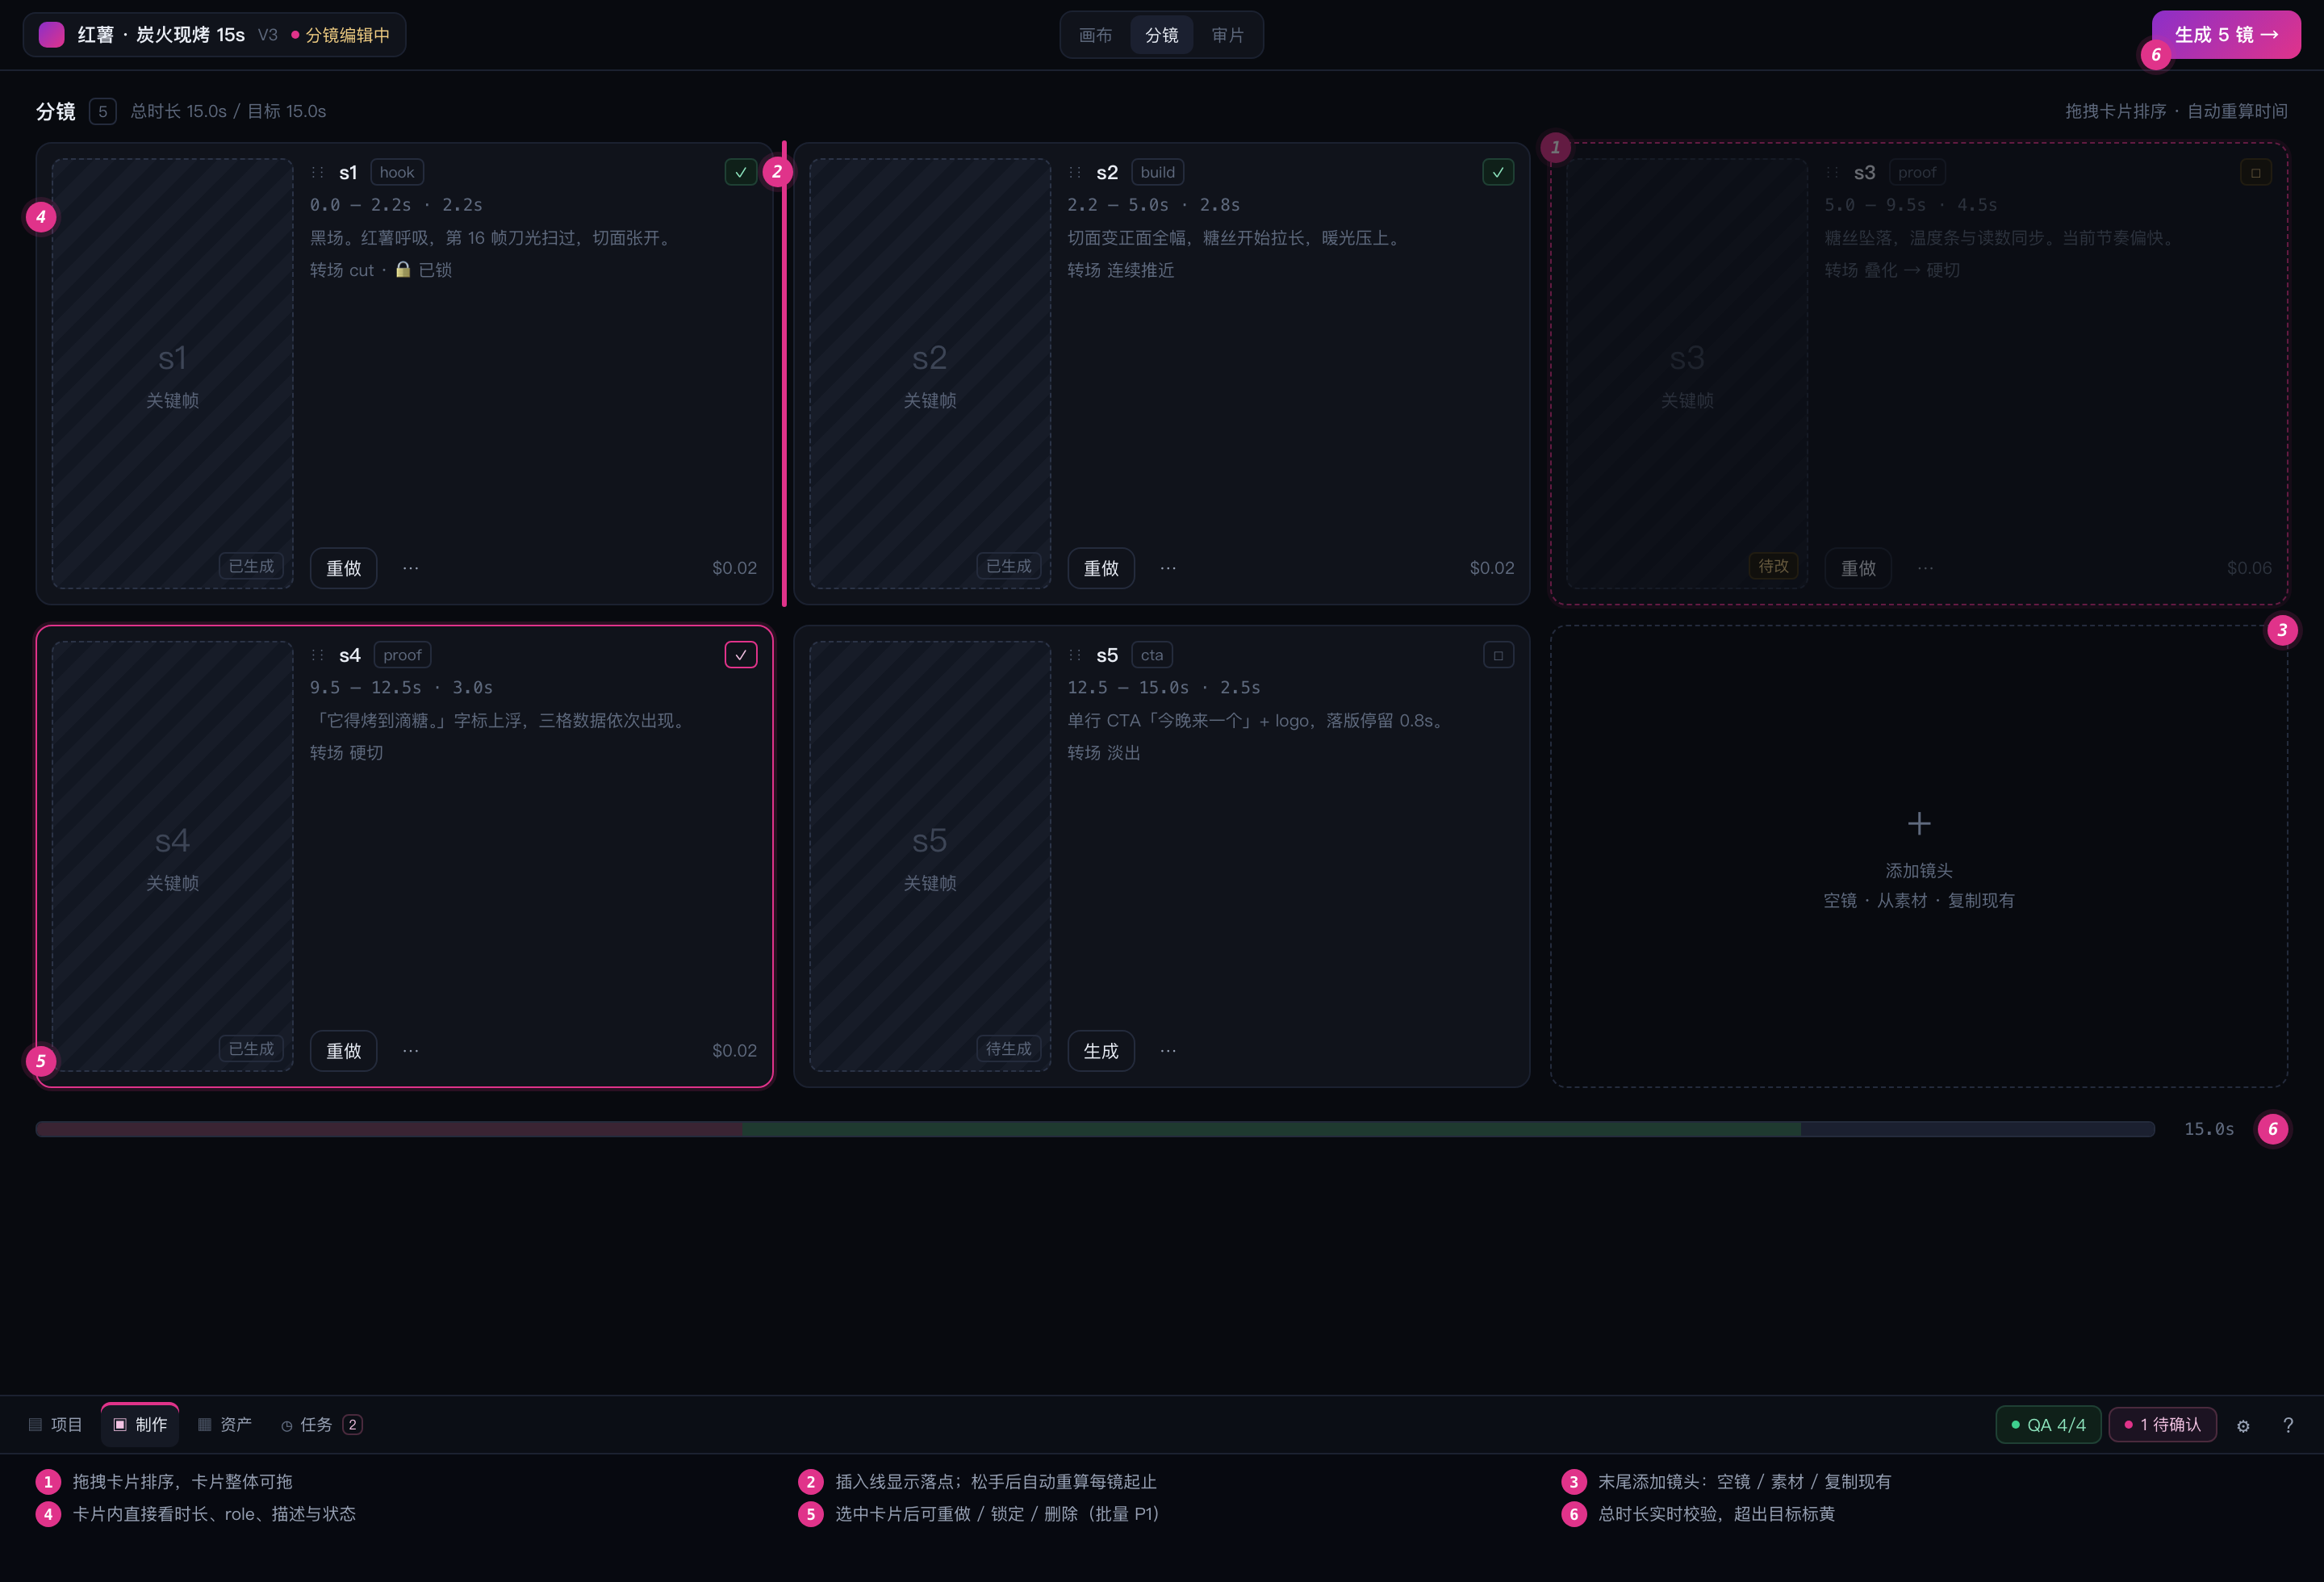 红薯 · 炭火现烤 15s V3 分镜编辑中
画布 分镜 审片
生成 5 镜 →
6
分镜 5 总时长 15.0s / 目标 15.0s
拖拽卡片排序 · 自动重算时间
s1 hook ✓
2
4
0.0 — 2.2s · 2.2s
黑场。红薯呼吸，第 16 帧刀光扫过，切面张开。
转场 cut · 🔒 已锁
s1
关键帧
已生成
重做 ··· $0.02
s2 build ✓
2.2 — 5.0s · 2.8s
切面变正面全幅，糖丝开始拉长，暖光压上。
转场 连续推近
s2
关键帧
已生成
重做 ··· $0.02
1
s3 proof
5.0 — 9.5s · 4.5s
糖丝坠落，温度条与读数同步。当前节奏偏快。
转场 叠化 → 硬切
s3
关键帧
待改
重做 ··· $0.06
s4 proof ✓
9.5 — 12.5s · 3.0s
「它得烤到滴糖。」字标上浮，三格数据依次出现。
转场 硬切
s4
关键帧
已生成
重做 ··· $0.02
5
s5 cta
12.5 — 15.0s · 2.5s
单行 CTA「今晚来一个」+ logo，落版停留 0.8s。
转场 淡出
s5
关键帧
待生成
生成 ···
3
+
添加镜头
空镜 · 从素材 · 复制现有
15.0s 6
项目 制作 资产 任务 2
QA 4/4 1 待确认 ?
1 拖拽卡片排序，卡片整体可拖
2 插入线显示落点；松手后自动重算每镜起止
3 末尾添加镜头：空镜 / 素材 / 复制现有
4 卡片内直接看时长、role、描述与状态
5 选中卡片后可重做 / 锁定 / 删除（批量 P1）
6 总时长实时校验，超出目标标黄